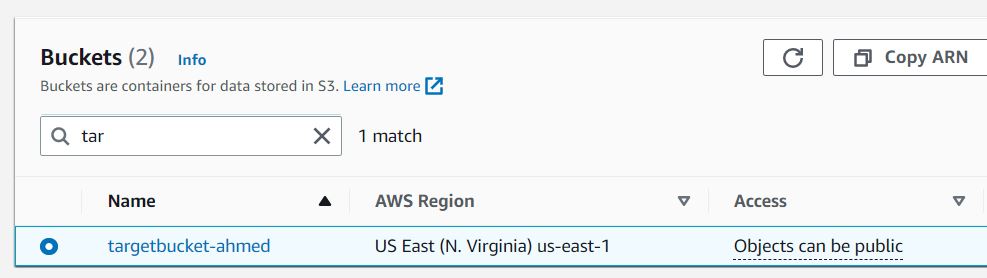 Buckets (2) Info
Copy ARN
Buckets are containers for data stored in S3. Learn more
tar
1 match
Name AWS Region Access
targetbucket-ahmed US East (N. Virginia) us-east-1 Objects can be public